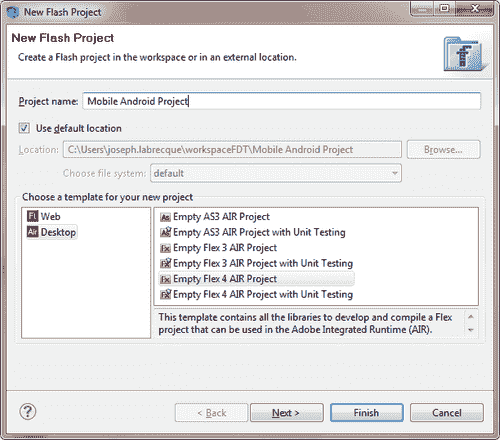 New Flash Project
New Flash Project
Create a Flash project in the workspace or in an external location.
Project name: Mobile Android Project
Use default location
Location: C:\Users\joseph.labrecque\workspaceFDT\Mobile Android Project Browse...
Choose file system: default
Choose a template for your new project
Fl Web
Air Desktop
As Empty AS3 AIR Project
Empty AS3 AIR Project with Unit Testing
Fx Empty Flex 3 AIR Project
Empty Flex 3 AIR Project with Unit Testing
Fx Empty Flex 4 AIR Project
Empty Flex 4 AIR Project with Unit Testing
This template contains all the libraries to develop and compile a Flex
project that can be used in the Adobe Integrated Runtime (AIR).
? < Back Next > Finish Cancel